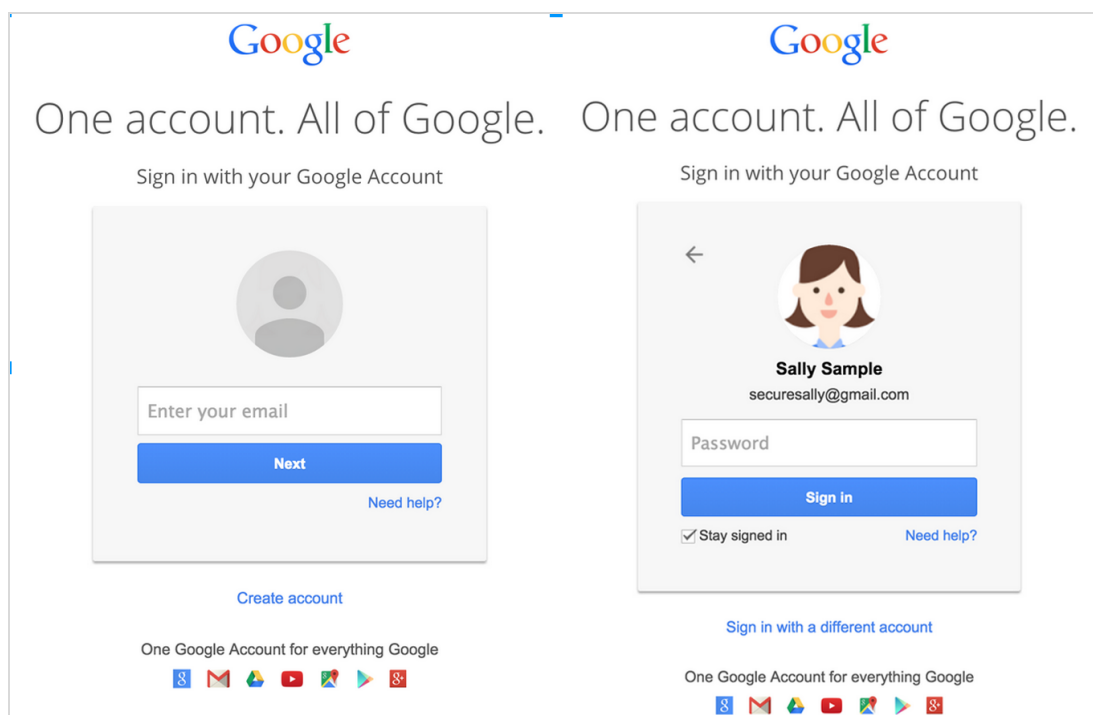 Google
One account. All of Google.
Sign in with your Google Account
Enter your email
Next
Need help?
Create account
One Google Account for everything Google
Google
One account. All of Google.
Sign in with your Google Account
Sally Sample
securesally@gmail.com
Password
Sign in
Stay signed in
Need help?
Sign in with a different account
One Google Account for everything Google